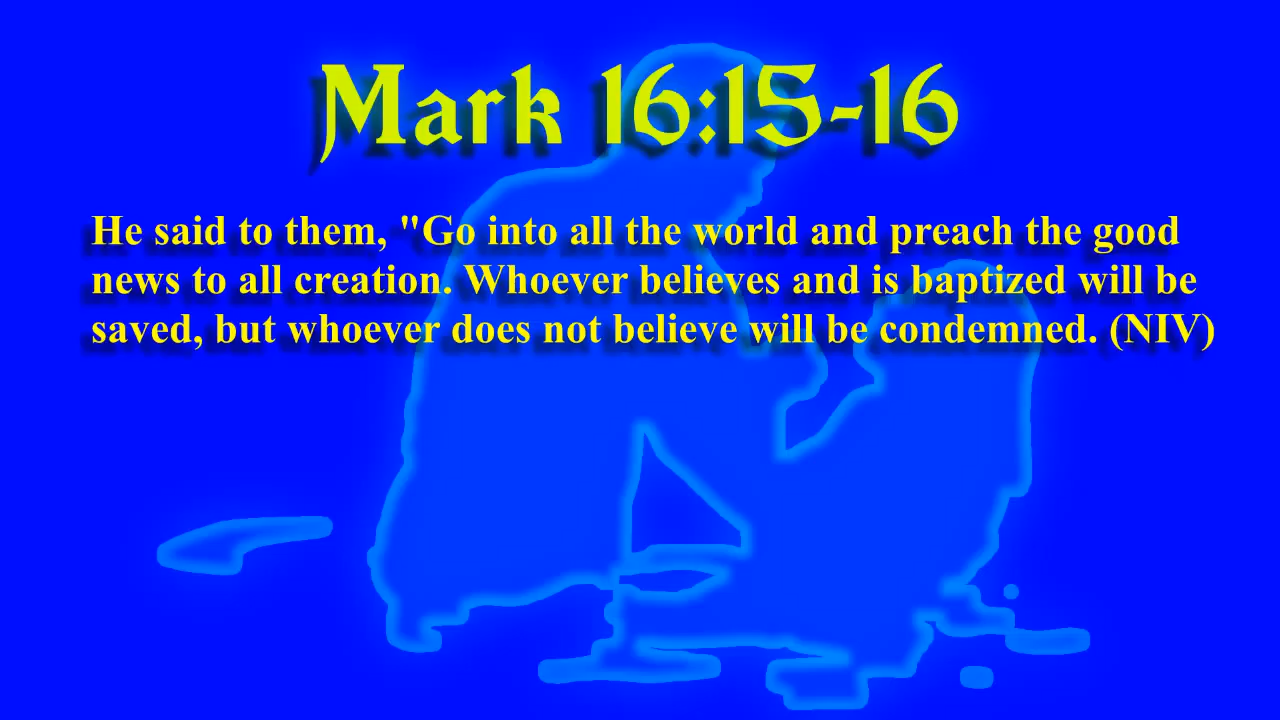 Mark 16:15-16
He said to them, "Go into all the world and preach the good
news to all creation. Whoever believes and is baptized will be
saved, but whoever does not believe will be condemned. (NIV)